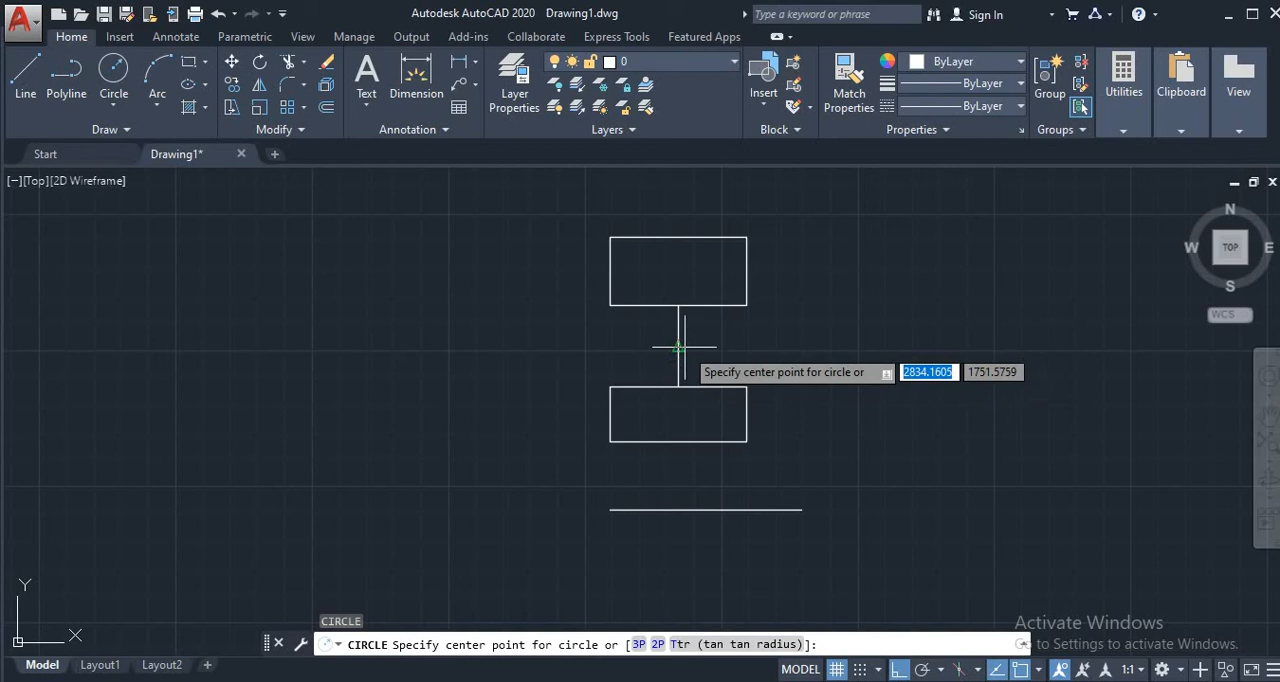 Autodesk AutoCAD 2020 Drawing1.dwg
Type a keyword or phrase
Sign In
Home Insert Annotate Parametric View Manage Output Add-ins Collaborate Express Tools Featured Apps
Line Polyline Circle Arc
Text Dimension
Layer Properties
0
Insert
Match Properties
ByLayer
ByLayer
ByLayer
Group
Utilities
Clipboard
View
Draw Modify Annotation Layers Block Properties Groups
Start Drawing1*
[−][Top][2D Wireframe]
N
W TOP E
S
WCS
Specify center point for circle or 2834.1605 1751.5759
Y
X
CIRCLE
CIRCLE Specify center point for circle or [3P 2P Ttr (tan tan radius)]:
Activate Windows
Go to Settings to activate Windows.
Model Layout1 Layout2
MODEL 1:1